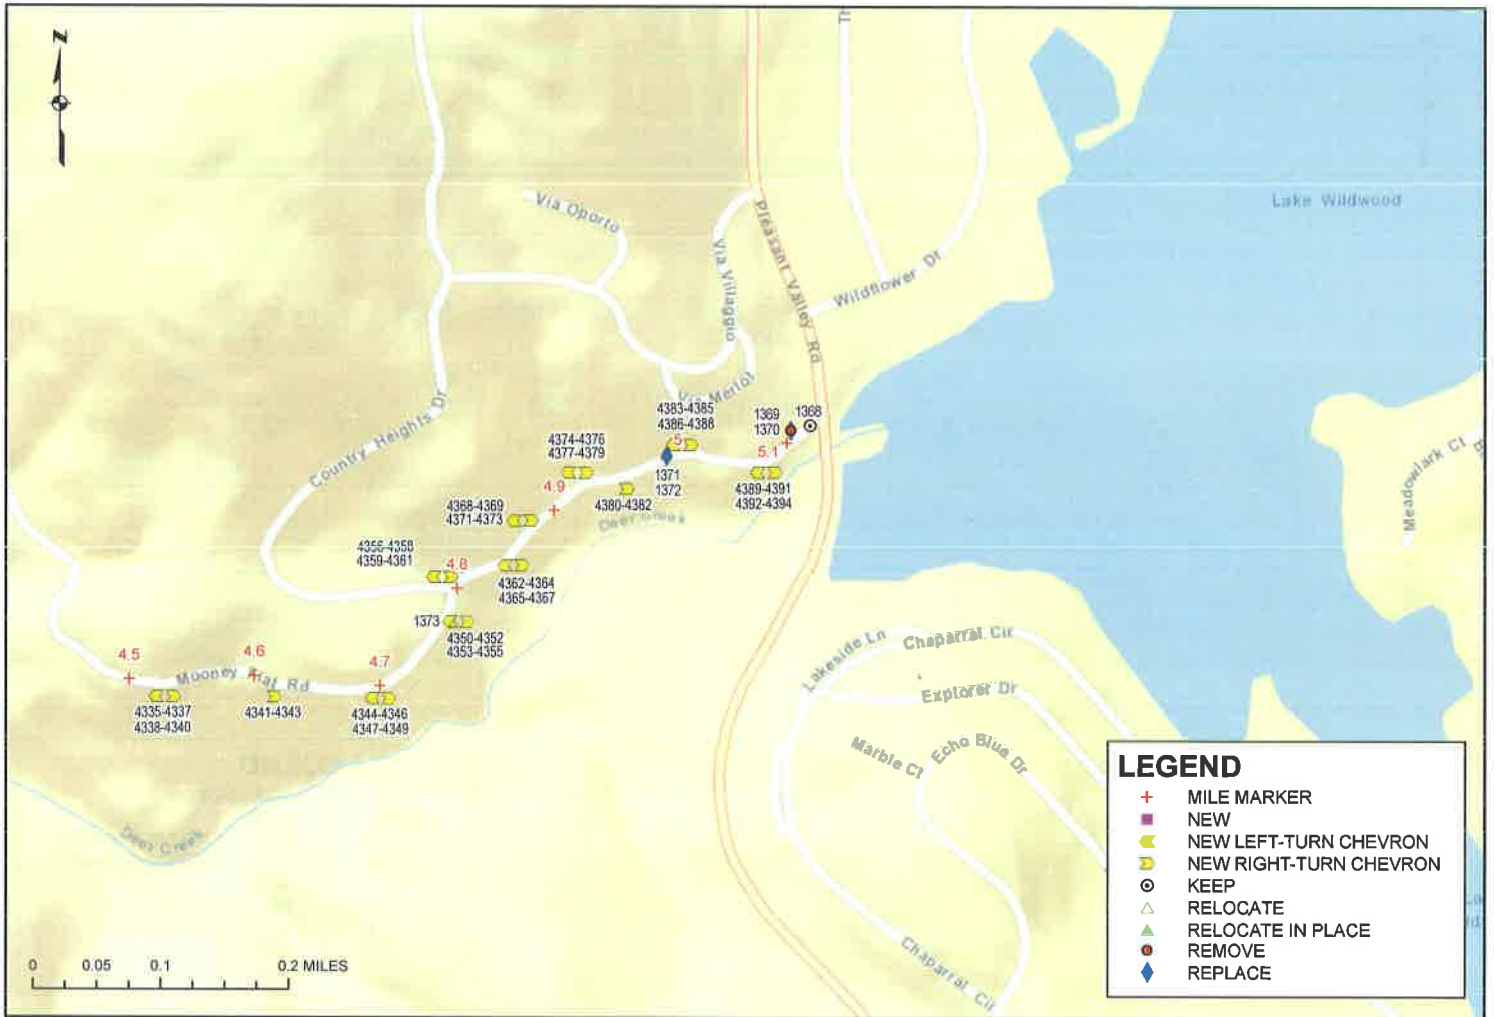 N
Lake Wildwood
Via Oporto
Pleasant Valley Rd
Via Villaggio
Wildflower Dr
Via Merlot
Country Heights Dr
4383-4385
4386-4388
5
1369
1370
1368
5.1
4374-4376
4377-4379
1371
1372
4389-4391
4392-4394
4.9
4380-4382
Deer Creek
4368-4369
4371-4373
Meadowlark Ct
4356-4358
4359-4361
4.8
4362-4364
4365-4367
1373
4350-4352
4353-4355
4.5
4.6
4.7
Mooney Flat Rd
4335-4337
4338-4340
4341-4343
4344-4346
4347-4349
Lakeside Ln
Chaparral Cir
Explorer Dr
Marble Ct
Echo Blue Dr
Deer Creek
Chaparral Cir
LEGEND
MILE MARKER
NEW
NEW LEFT-TURN CHEVRON
NEW RIGHT-TURN CHEVRON
KEEP
RELOCATE
RELOCATE IN PLACE
REMOVE
REPLACE
0 0.05 0.1 0.2 MILES